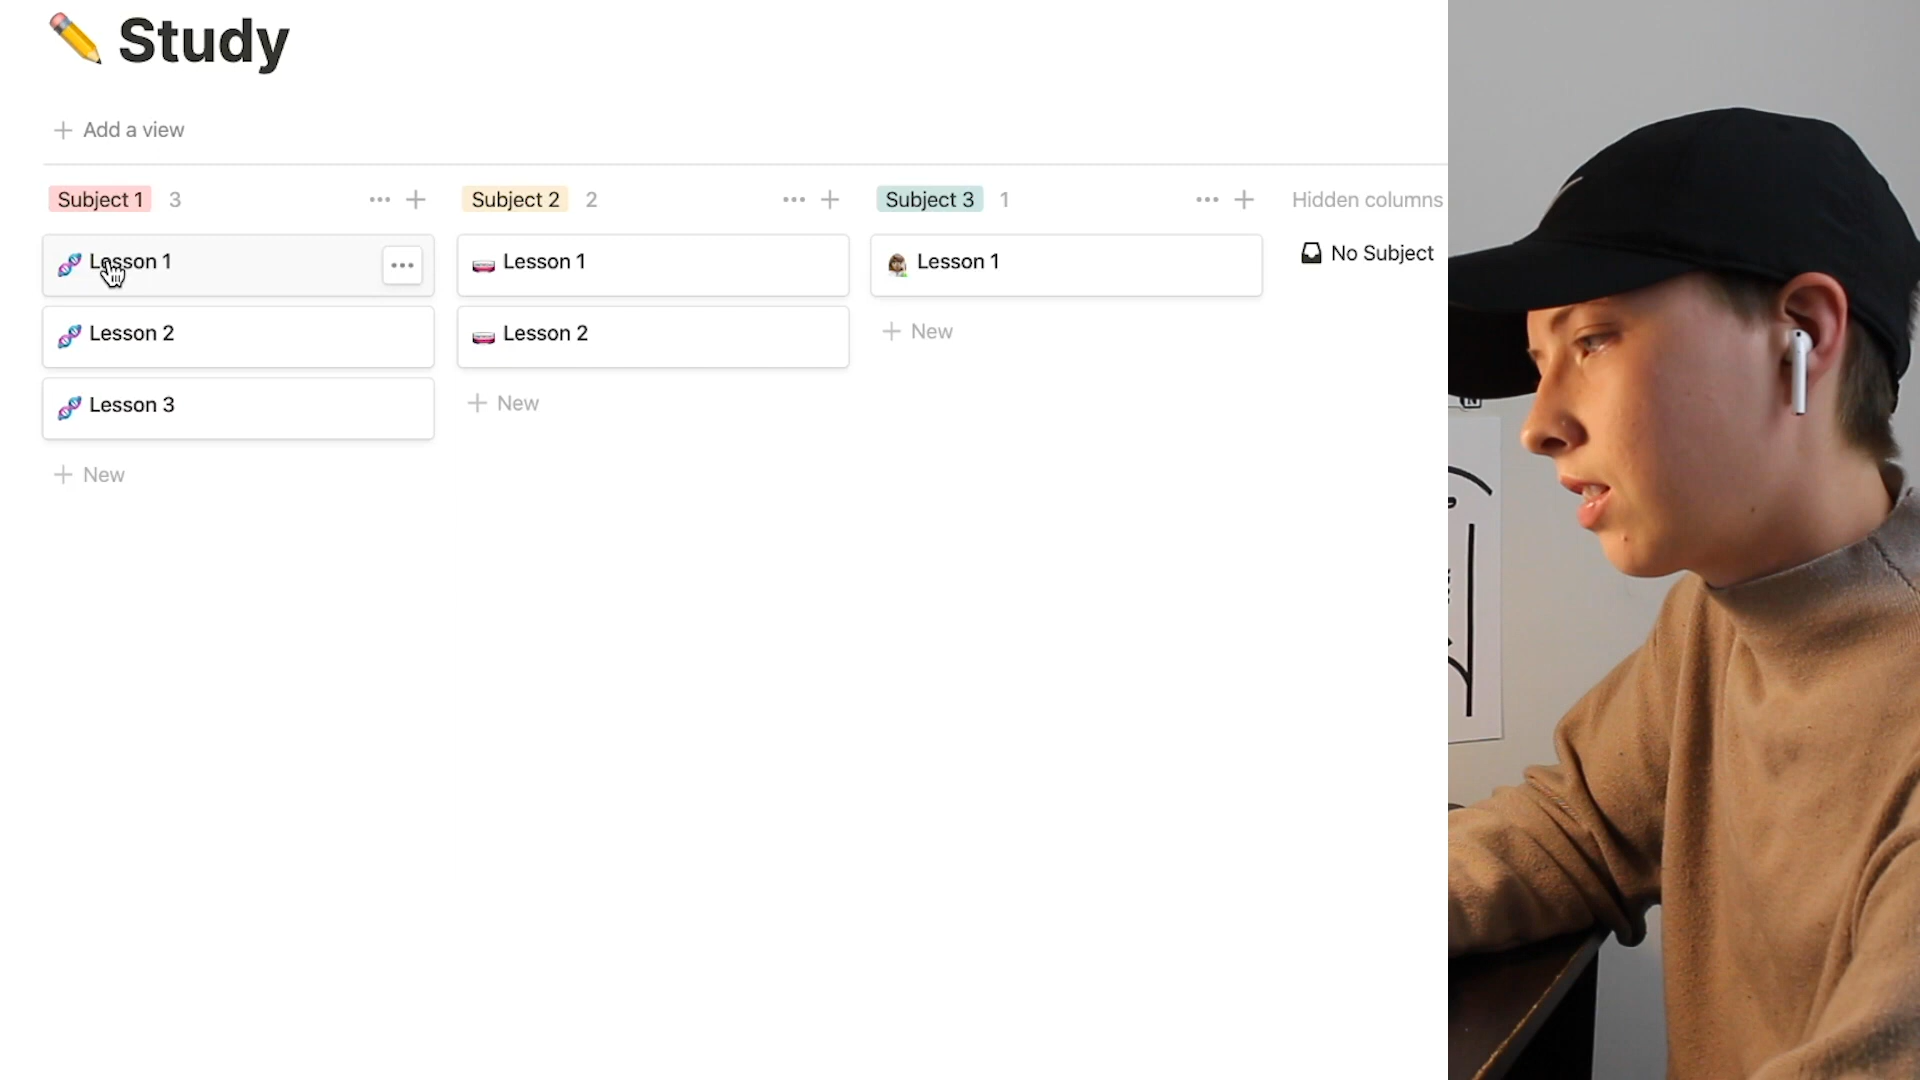 Study
Add a view
Subject 1 3
Subject 2 2
Subject 3 1
Hidden columns
Lesson 1
Lesson 2
Lesson 3
New
Lesson 1
Lesson 2
New
Lesson 1
New
No Subject